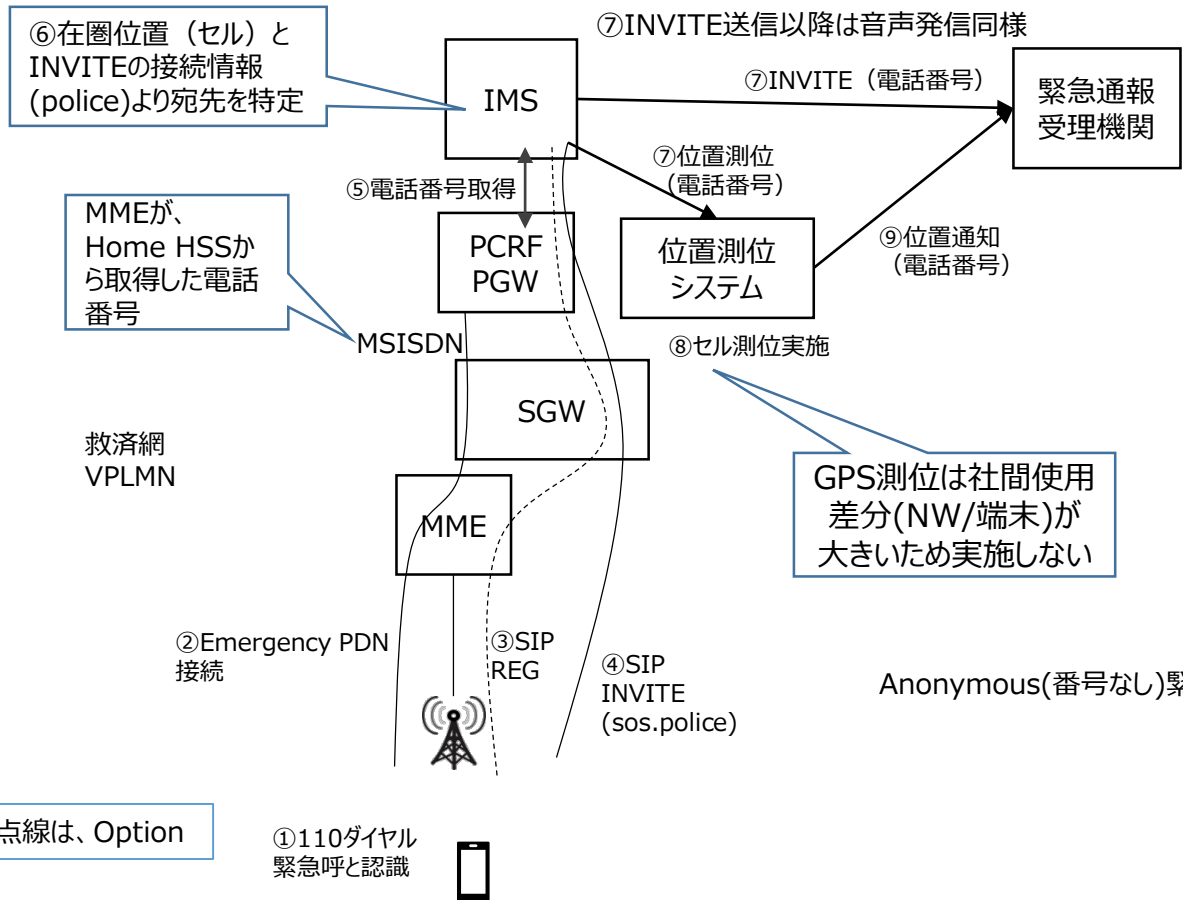 ⑥在圏位置（セル）と
INVITEの接続情報
(police)より宛先を特定
⑦INVITE送信以降は音声発信同様
IMS
⑦INVITE（電話番号）
緊急通報
受理機関
⑦位置測位
（電話番号）
⑤電話番号取得
MMEが、
Home HSSか
ら取得した電話
番号
PCRF
PGW
位置測位
システム
⑨位置通知
（電話番号）
MSISDN
⑧セル測位実施
SGW
救済網
VPLMN
GPS測位は社間使用
差分(NW/端末)が
大きいため実施しない
MME
②Emergency PDN
接続
③SIP
REG
④SIP
INVITE
(sos.police)
Anonymous(番号なし)緊
点線は、Option
①110ダイヤル
緊急呼と認識